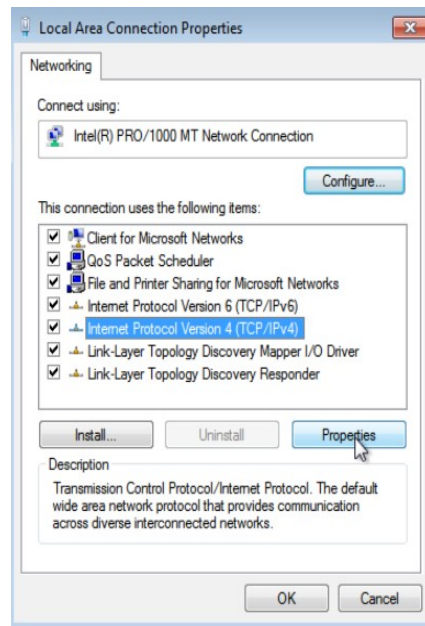 Local Area Connection Properties
Networking
Connect using:
Intel(R) PRO/1000 MT Network Connection
Configure...
This connection uses the following items:
Client for Microsoft Networks
QoS Packet Scheduler
File and Printer Sharing for Microsoft Networks
Internet Protocol Version 6 (TCP/IPv6)
Internet Protocol Version 4 (TCP/IPv4)
Link-Layer Topology Discovery Mapper I/O Driver
Link-Layer Topology Discovery Responder
Install... Uninstall Properties
Description
Transmission Control Protocol/Internet Protocol. The default
wide area network protocol that provides communication
across diverse interconnected networks.
OK Cancel